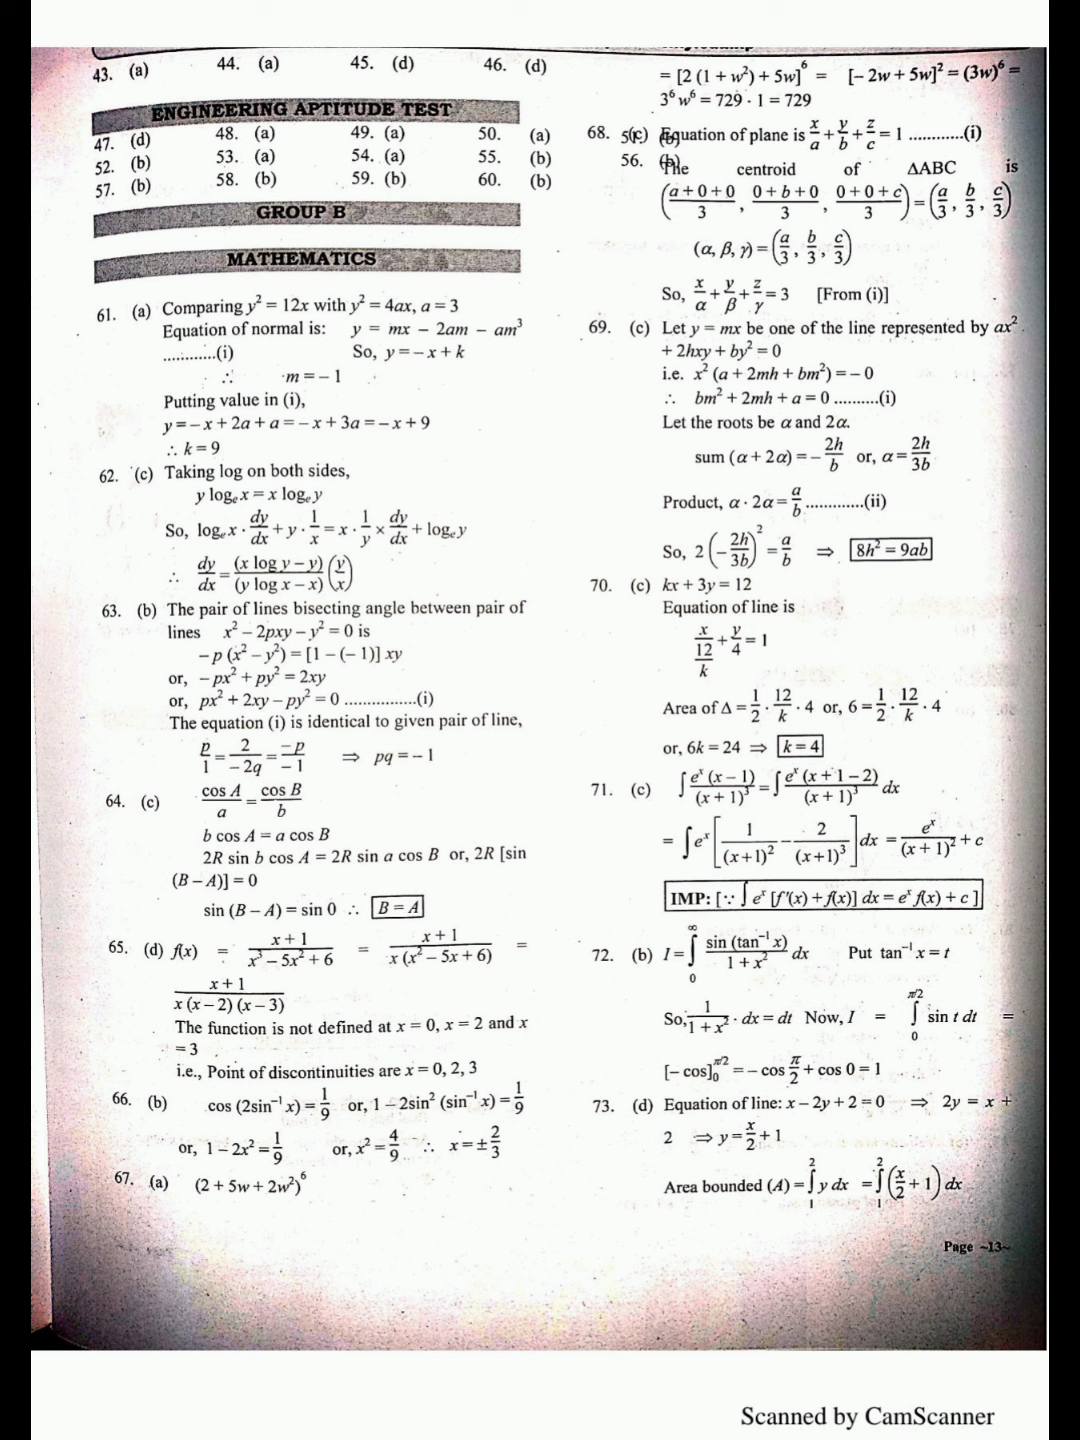 43. (a) 44. (a) 45. (d) 46. (d)
ENGINEERING APTITUDE TEST
47. (d) 48. (a) 49. (a) 50. (a)
52. (b) 53. (a) 54. (a) 55. (b)
57. (b) 58. (b) 59. (b) 60. (b)
GROUP B
MATHEMATICS
61. (a) Comparing y² = 12x with y² = 4ax, a = 3
Equation of normal is: y = mx − 2am − am³
............(i) So, y = − x + k
∴ m = − 1
Putting value in (i),
y = − x + 2a + a = − x + 3a = − x + 9
∴ k = 9
62. (c) Taking log on both sides,
y logₑx = x logₑy
So, logₑx · dy/dx + y · 1/x = x · 1/y × dy/dx + logₑy
∴ dy/dx = (x log y − y)/(y log x − x) (y/x)
63. (b) The pair of lines bisecting angle between pair of
lines x² − 2pxy − y² = 0 is
− p (x² − y²) = [1 − (− 1)] xy
or, − px² + py² = 2xy
or, px² + 2xy − py² = 0 ................(i)
The equation (i) is identical to given pair of line,
p/1 = 2/−2q = −p/−1 ⇒ pq = − 1
64. (c) cos A/a = cos B/b
b cos A = a cos B
2R sin b cos A = 2R sin a cos B or, 2R [sin
(B − A)] = 0
sin (B − A) = sin 0 ∴ B = A
65. (d) f(x) = x + 1/x³ − 5x² + 6 = x + 1/x (x² − 5x + 6) =
x + 1/x (x − 2) (x − 3)
The function is not defined at x = 0, x = 2 and x
= 3
i.e., Point of discontinuities are x = 0, 2, 3
66. (b) cos (2sin⁻¹ x) = 1/9 or, 1 − 2sin² (sin⁻¹ x) = 1/9
or, 1 − 2x² = 1/9 or, x² = 4/9 ∴ x = ± 2/3
67. (a) (2 + 5w + 2w²)⁶
= [2 (1 + w²) + 5w]⁶ = [− 2w + 5w]² = (3w)⁶ =
3⁶ w⁶ = 729 · 1 = 729
68. (c) Equation of plane is x/a + y/b + z/c = 1 ............(i)
56. (b) The centroid of ΔABC is
(a + 0 + 0/3, 0 + b + 0/3, 0 + 0 + c/3) = (a/3, b/3, c/3)
(α, β, γ) = (a/3, b/3, c/3)
So, x/α + y/β + z/γ = 3 [From (i)]
69. (c) Let y = mx be one of the line represented by ax²
+ 2hxy + by² = 0
i.e. x² (a + 2mh + bm²) = − 0
∴ bm² + 2mh + a = 0 ..........(i)
Let the roots be α and 2α.
sum (α + 2α) = − 2h/b or, α = 2h/3b
Product, α · 2α = a/b .............(ii)
So, 2 (− 2h/3b)² = a/b ⇒ 8h² = 9ab
70. (c) kx + 3y = 12
Equation of line is
x/(12/k) + y/4 = 1
Area of Δ = 1/2 · 12/k · 4 or, 6 = 1/2 · 12/k · 4
or, 6k = 24 ⇒ k = 4
71. (c) ∫ eˣ (x − 1)/(x + 1)³ = ∫ eˣ (x + 1 − 2)/(x + 1)³ dx
= ∫ eˣ [1/(x+1)² − 2/(x+1)³] dx = eˣ/(x + 1)² + c
IMP: [∵ ∫ eˣ [f'(x) + f(x)] dx = eˣ f(x) + c ]
72. (b) I = ∫₀^∞ sin (tan⁻¹ x)/1 + x² dx Put tan⁻¹ x = t
So, 1/1 + x² · dx = dt Now, I = ∫₀^π/2 sin t dt =
[− cos]₀^π/2 = − cos π/2 + cos 0 = 1
73. (d) Equation of line: x − 2y + 2 = 0 ⇒ 2y = x +
2 ⇒ y = x/2 + 1
Area bounded (A) = ∫₁² y dx = ∫₁² (x/2 + 1) dx
Page ~13~
Scanned by CamScanner